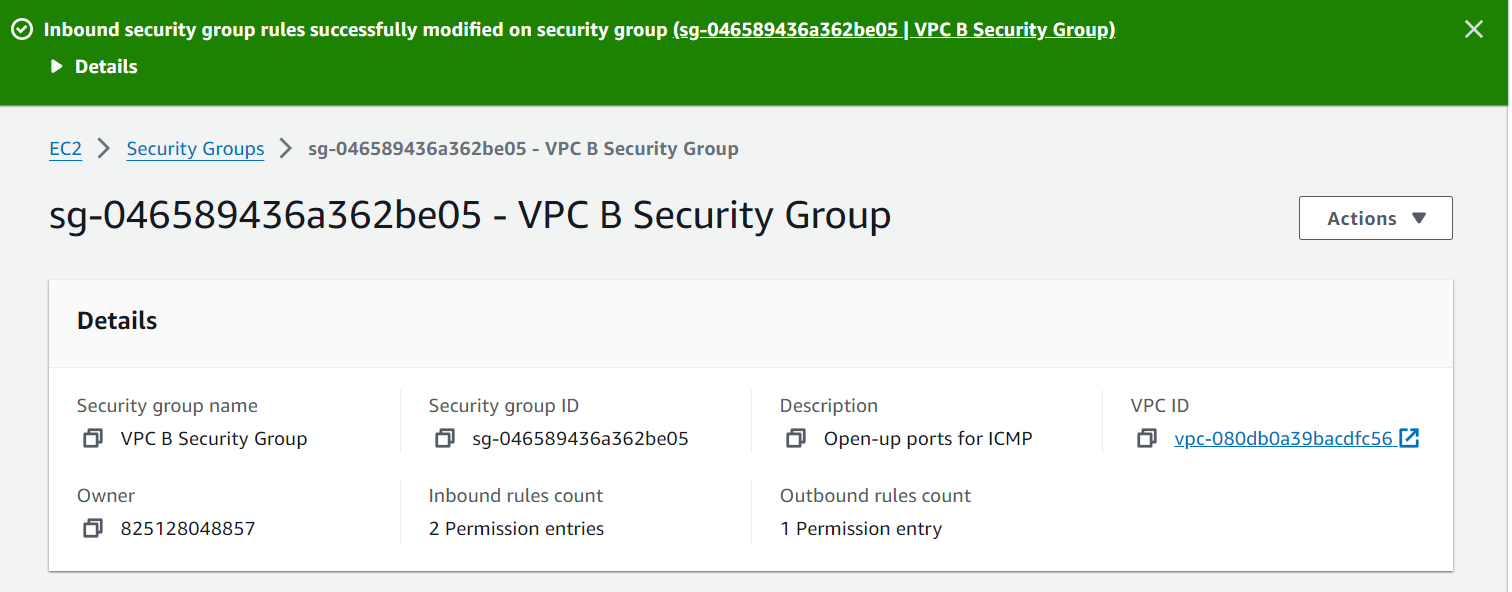 Inbound security group rules successfully modified on security group (sg-046589436a362be05 | VPC B Security Group)
Details
EC2 > Security Groups > sg-046589436a362be05 - VPC B Security Group
sg-046589436a362be05 - VPC B Security Group
Actions
Details
Security group name
VPC B Security Group
Security group ID
sg-046589436a362be05
Description
Open-up ports for ICMP
VPC ID
vpc-080db0a39bacdfc56
Owner
825128048857
Inbound rules count
2 Permission entries
Outbound rules count
1 Permission entry